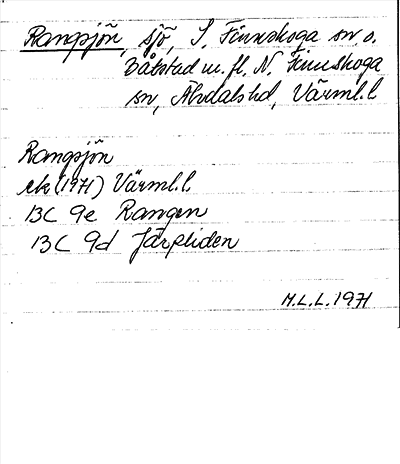 Rangsjön, sjö, S. Finnskoga sn o.
Båtstad m. fl. N. Finnskoga
sn, Älvdals hd, Värml. l
Rangsjön
ek (1971) Värml. l.
13C 9e Rangen
13C 9d Järpliden
M.L.L. 1971